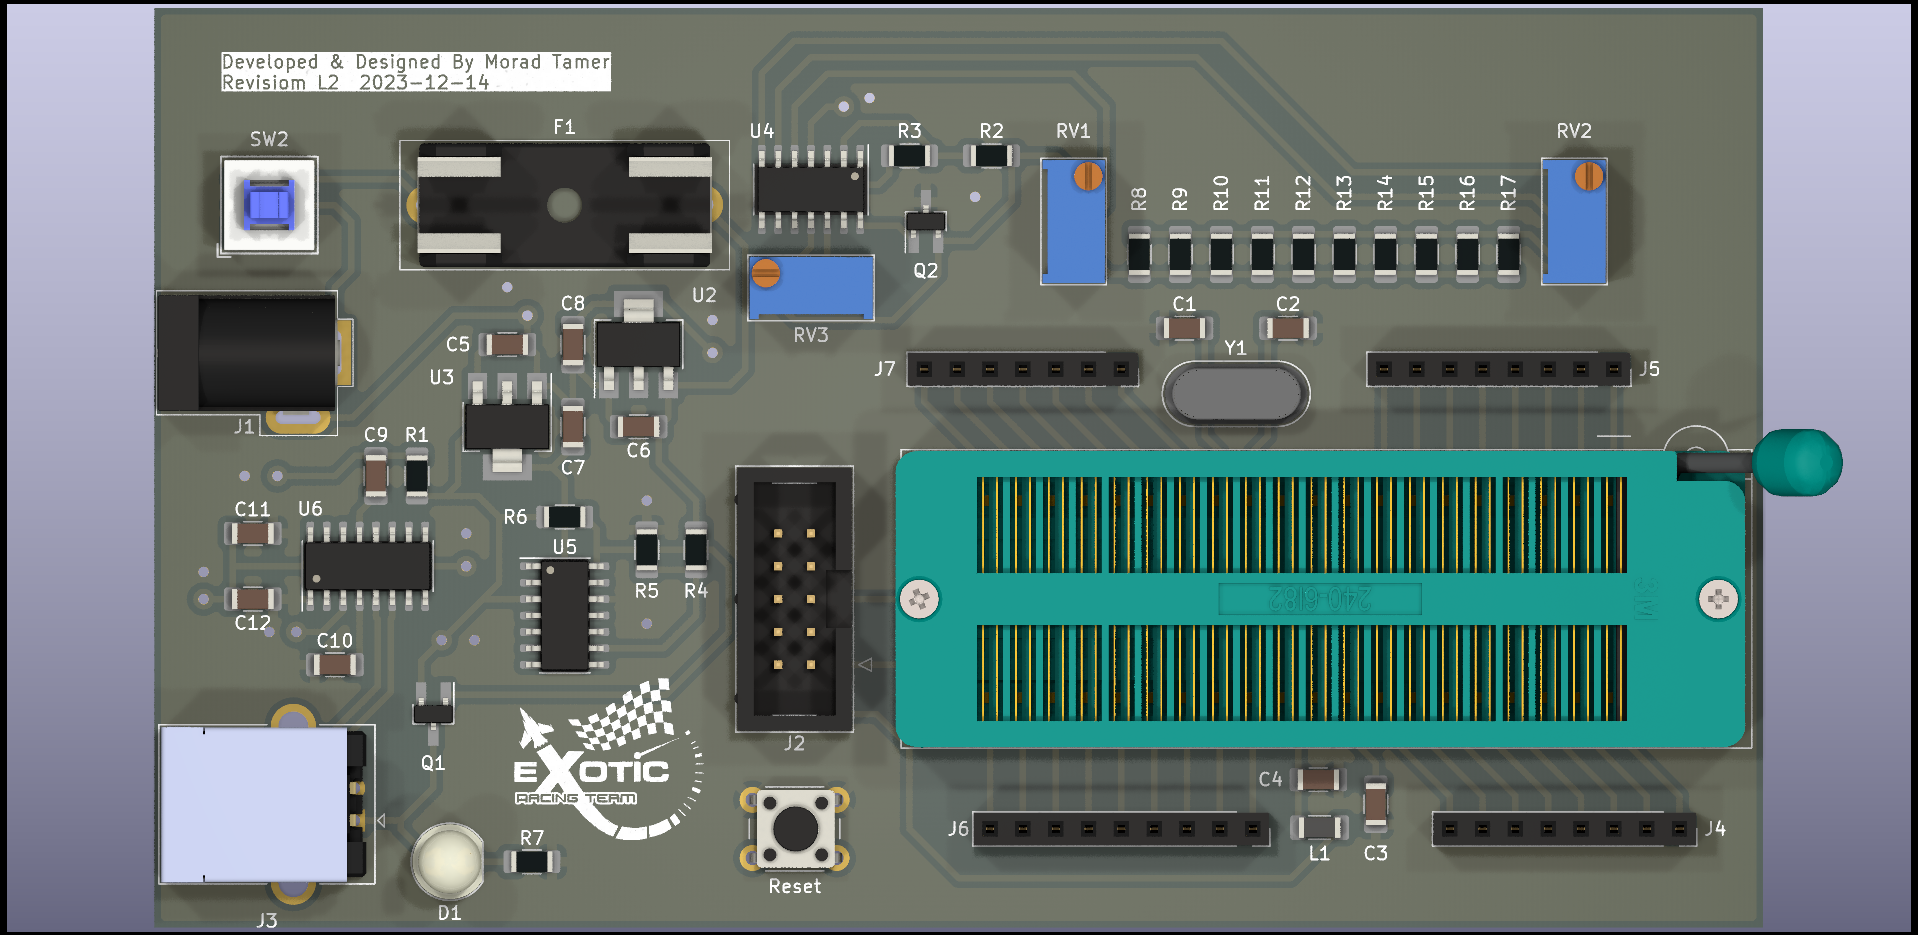 Developed & Designed By Morad Tamer
Revisiom L2 2023-12-14
SW2
F1
U4
R3
R2
RV1
RV2
R8
R9
R10
R11
R12
R13
R14
R15
R16
R17
Q2
U2
C8
RV3
C1
C2
C5
Y1
J7
J5
U3
J1
C9
R1
C7
C6
C11
U6
R6
U5
R5
R4
240-6182
C12
C10
Q1
J2
EXOTIC
RACING TEAM
C4
J6
J4
R7
L1
C3
Reset
D1
J3